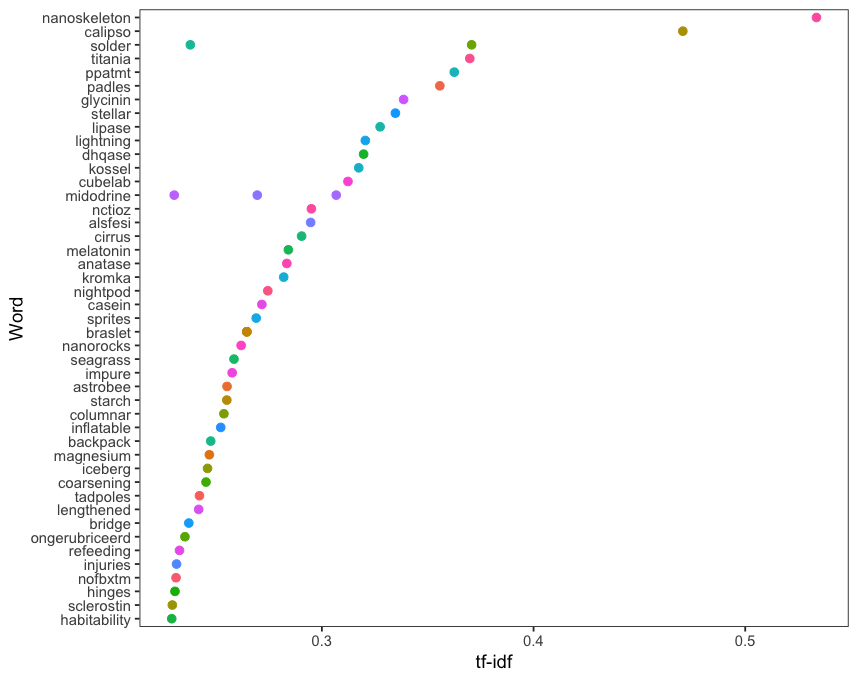 nanoskeleton
calipso
solder
titania
ppatmt
padles
glycinin
stellar
lipase
lightning
dhqase
kossel
cubelab
midodrine
nctioz
alsfesi
cirrus
melatonin
anatase
kromka
nightpod
casein
sprites
braslet
nanorocks
seagrass
impure
astrobee
starch
columnar
inflatable
backpack
magnesium
iceberg
coarsening
tadpoles
lengthened
bridge
ongerubriceerd
refeeding
injuries
nofbxtm
hinges
sclerostin
habitability
Word
0.3 0.4 0.5
tf-idf